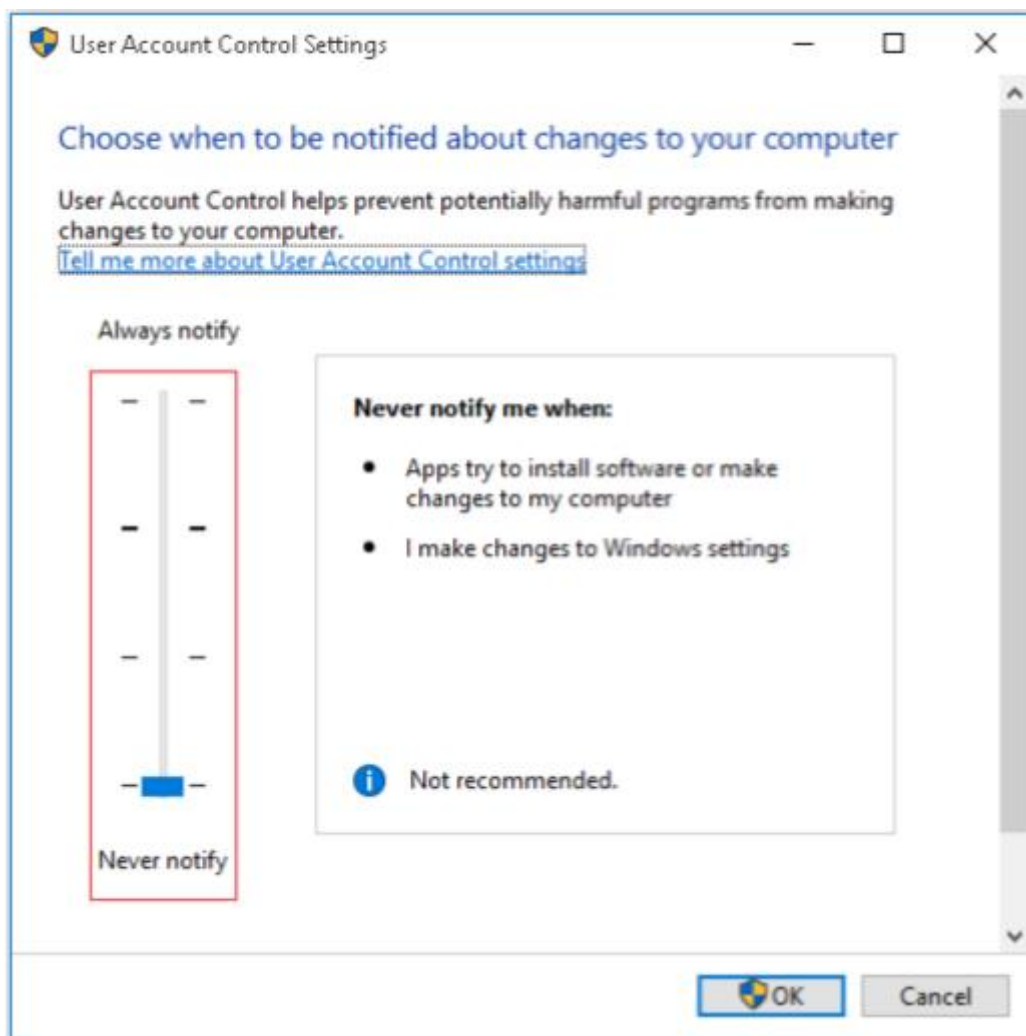 User Account Control Settings
Choose when to be notified about changes to your computer
User Account Control helps prevent potentially harmful programs from making
changes to your computer.
Tell me more about User Account Control settings
Always notify
Never notify me when:
Apps try to install software or make
changes to my computer
I make changes to Windows settings
Not recommended.
Never notify
OK
Cancel